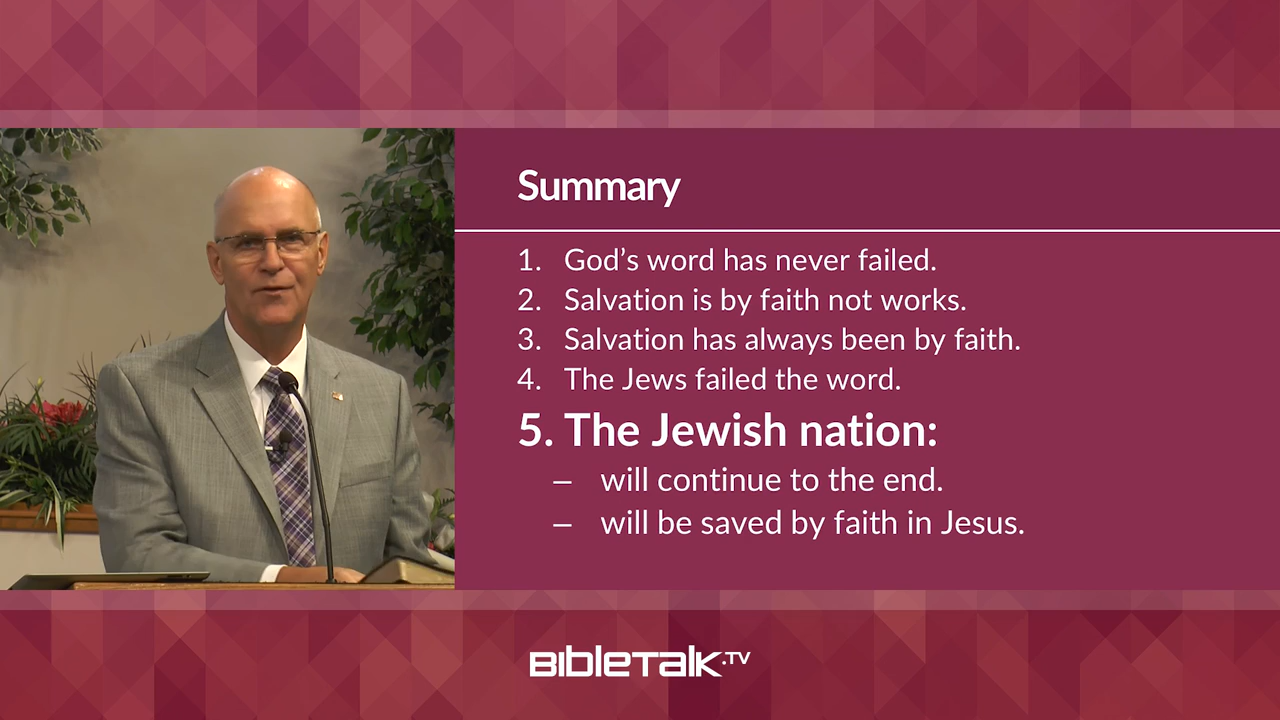 Summary
1. God’s word has never failed.
2. Salvation is by faith not works.
3. Salvation has always been by faith.
4. The Jews failed the word.
5. The Jewish nation:
– will continue to the end.
– will be saved by faith in Jesus.
BIBLETALK.TV